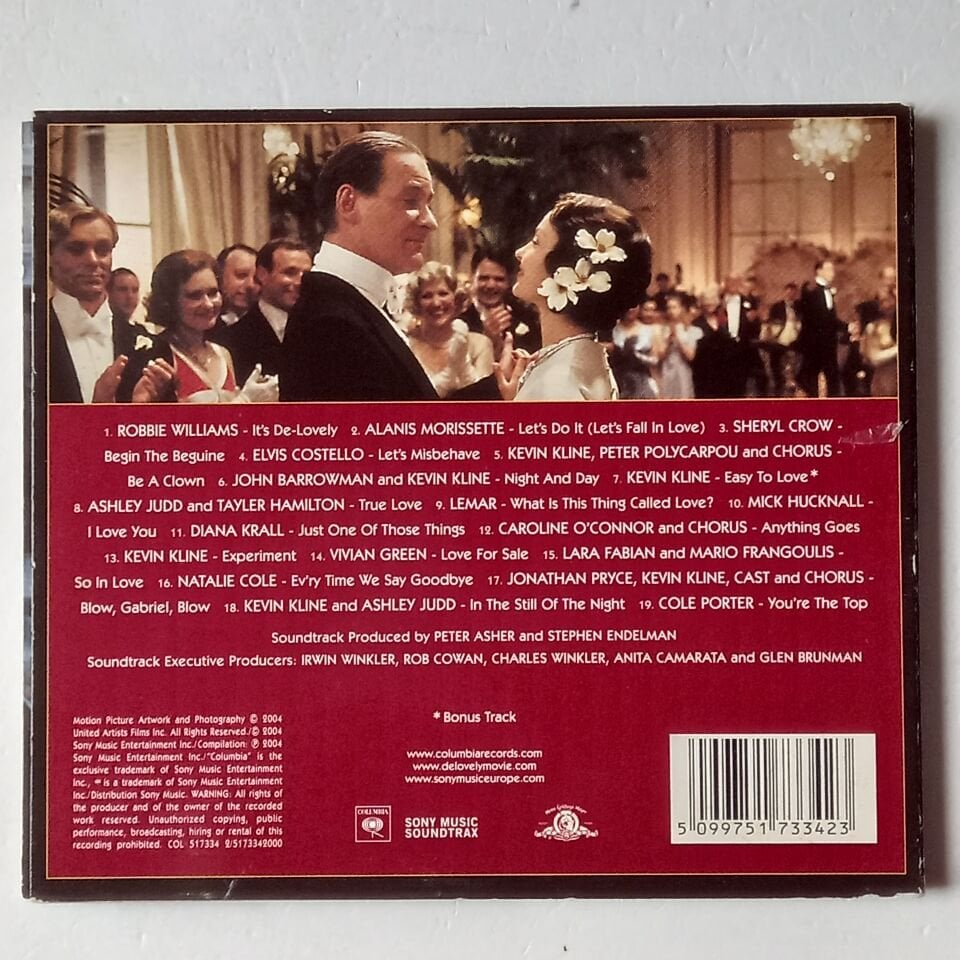 1. ROBBIE WILLIAMS - It's De-Lovely 2. ALANIS MORISSETTE - Let's Do It (Let's Fall In Love) 3. SHERYL CROW -
Begin The Beguine 4. ELVIS COSTELLO - Let's Misbehave 5. KEVIN KLINE, PETER POLYCARPOU and CHORUS -
Be A Clown 6. JOHN BARROWMAN and KEVIN KLINE - Night And Day 7. KEVIN KLINE - Easy To Love*
8. ASHLEY JUDD and TAYLER HAMILTON - True Love 9. LEMAR - What Is This Thing Called Love? 10. MICK HUCKNALL -
I Love You 11. DIANA KRALL - Just One Of Those Things 12. CAROLINE O'CONNOR and CHORUS - Anything Goes
13. KEVIN KLINE - Experiment 14. VIVIAN GREEN - Love For Sale 15. LARA FABIAN and MARIO FRANGOULIS -
So In Love 16. NATALIE COLE - Ev'ry Time We Say Goodbye 17. JONATHAN PRYCE, KEVIN KLINE, CAST and CHORUS -
Blow, Gabriel, Blow 18. KEVIN KLINE and ASHLEY JUDD - In The Still Of The Night 19. COLE PORTER - You're The Top
Soundtrack Produced by PETER ASHER and STEPHEN ENDELMAN
Soundtrack Executive Producers: IRWIN WINKLER, ROB COWAN, CHARLES WINKLER, ANITA CAMARATA and GLEN BRUNMAN
Motion Picture Artwork and Photography © 2004
United Artists Films Inc. All Rights Reserved./© 2004
Sony Music Entertainment Inc./Compilation: ℗ 2004
Sony Music Entertainment Inc./"Columbia" is the
exclusive trademark of Sony Music Entertainment
Inc., is a trademark of Sony Music Entertainment
Inc./Distribution Sony Music. WARNING: All rights of
the producer and of the owner of the recorded
work reserved. Unauthorized copying, public
performance, broadcasting, hiring or rental of this
recording prohibited. COL 517334 2/5173342000
*Bonus Track
www.columbiarecords.com
www.delovelymovie.com
www.sonymusiceurope.com
COLUMBIA
SONY MUSIC
SOUNDTRAX
5 099751 733423